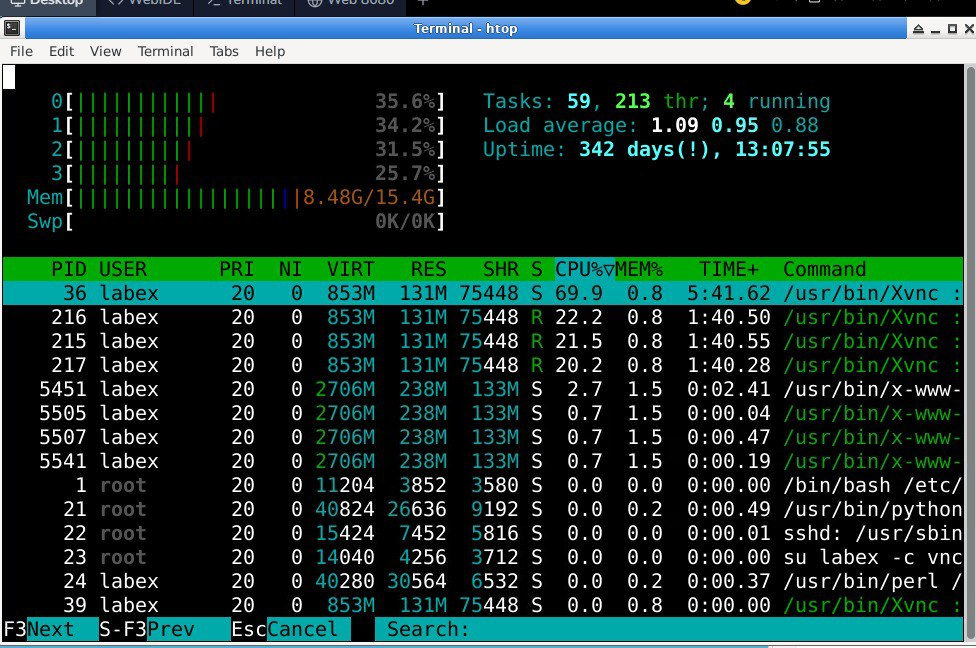 Desktop WebIDE Terminal Web 8080
Terminal - htop
File Edit View Terminal Tabs Help
0[||||||||||||35.6%] Tasks: 59, 213 thr; 4 running
1[|||||||||||34.2%] Load average: 1.09 0.95 0.88
2[||||||||||31.5%] Uptime: 342 days(!), 13:07:55
3[|||||||||25.7%]
Mem[|||||||||||||||||||8.48G/15.4G]
Swp[0K/0K]
PID USER PRI NI VIRT RES SHR S CPU%▽MEM% TIME+ Command
36 labex 20 0 853M 131M 75448 S 69.9 0.8 5:41.62 /usr/bin/Xvnc :
216 labex 20 0 853M 131M 75448 R 22.2 0.8 1:40.50 /usr/bin/Xvnc :
215 labex 20 0 853M 131M 75448 R 21.5 0.8 1:40.55 /usr/bin/Xvnc :
217 labex 20 0 853M 131M 75448 R 20.2 0.8 1:40.28 /usr/bin/Xvnc :
5451 labex 20 0 2706M 238M 133M S 2.7 1.5 0:02.41 /usr/bin/x-www-
5505 labex 20 0 2706M 238M 133M S 0.7 1.5 0:00.04 /usr/bin/x-www-
5507 labex 20 0 2706M 238M 133M S 0.7 1.5 0:00.47 /usr/bin/x-www-
5541 labex 20 0 2706M 238M 133M S 0.7 1.5 0:00.19 /usr/bin/x-www-
1 root 20 0 11204 3852 3580 S 0.0 0.0 0:00.00 /bin/bash /etc/
21 root 20 0 40824 26636 9192 S 0.0 0.2 0:00.49 /usr/bin/python
22 root 20 0 15424 7452 5816 S 0.0 0.0 0:00.01 sshd: /usr/sbin
23 root 20 0 14040 4256 3712 S 0.0 0.0 0:00.00 su labex -c vnc
24 labex 20 0 40280 30564 6532 S 0.0 0.2 0:00.37 /usr/bin/perl /
39 labex 20 0 853M 131M 75448 S 0.0 0.8 0:00.00 /usr/bin/Xvnc :
F3Next S-F3Prev EscCancel Search: